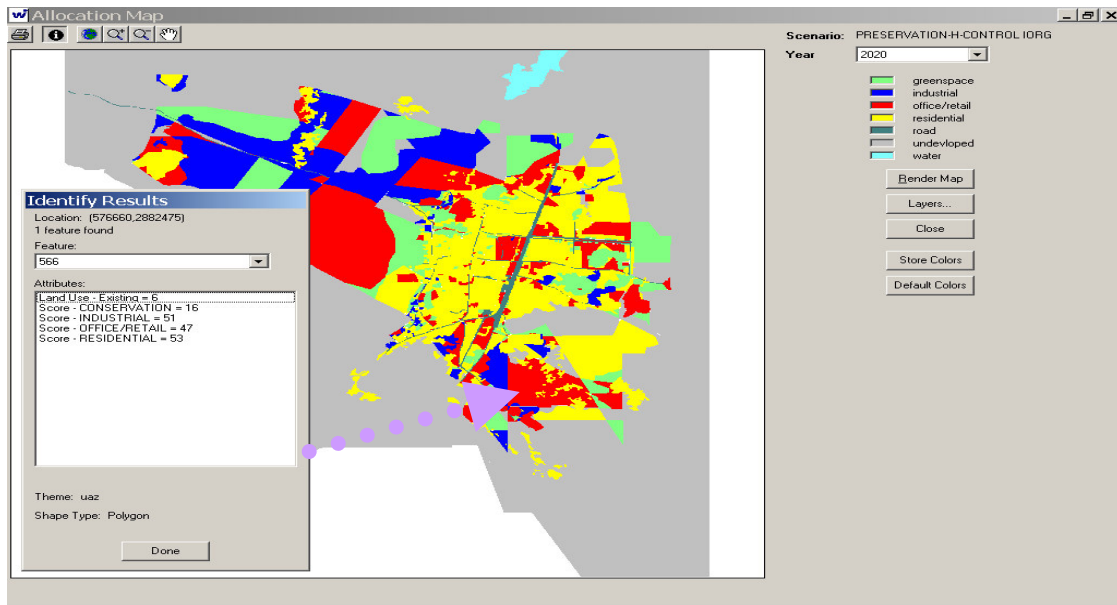 Allocation Map
Scenario: PRESERVATION-H-CONTROL IORG
Year 2020
greenspace
industrial
office/retail
residential
road
undevloped
water
Render Map
Layers...
Close
Store Colors
Default Colors
Identify Results
Location: (576660,2882475)
1 feature found
Feature:
566
Attributes:
Land Use - Existing = 6
Score - CONSERVATION = 16
Score - INDUSTRIAL = 51
Score - OFFICE/RETAIL = 47
Score - RESIDENTIAL = 53
Theme: uaz
Shape Type: Polygon
Done